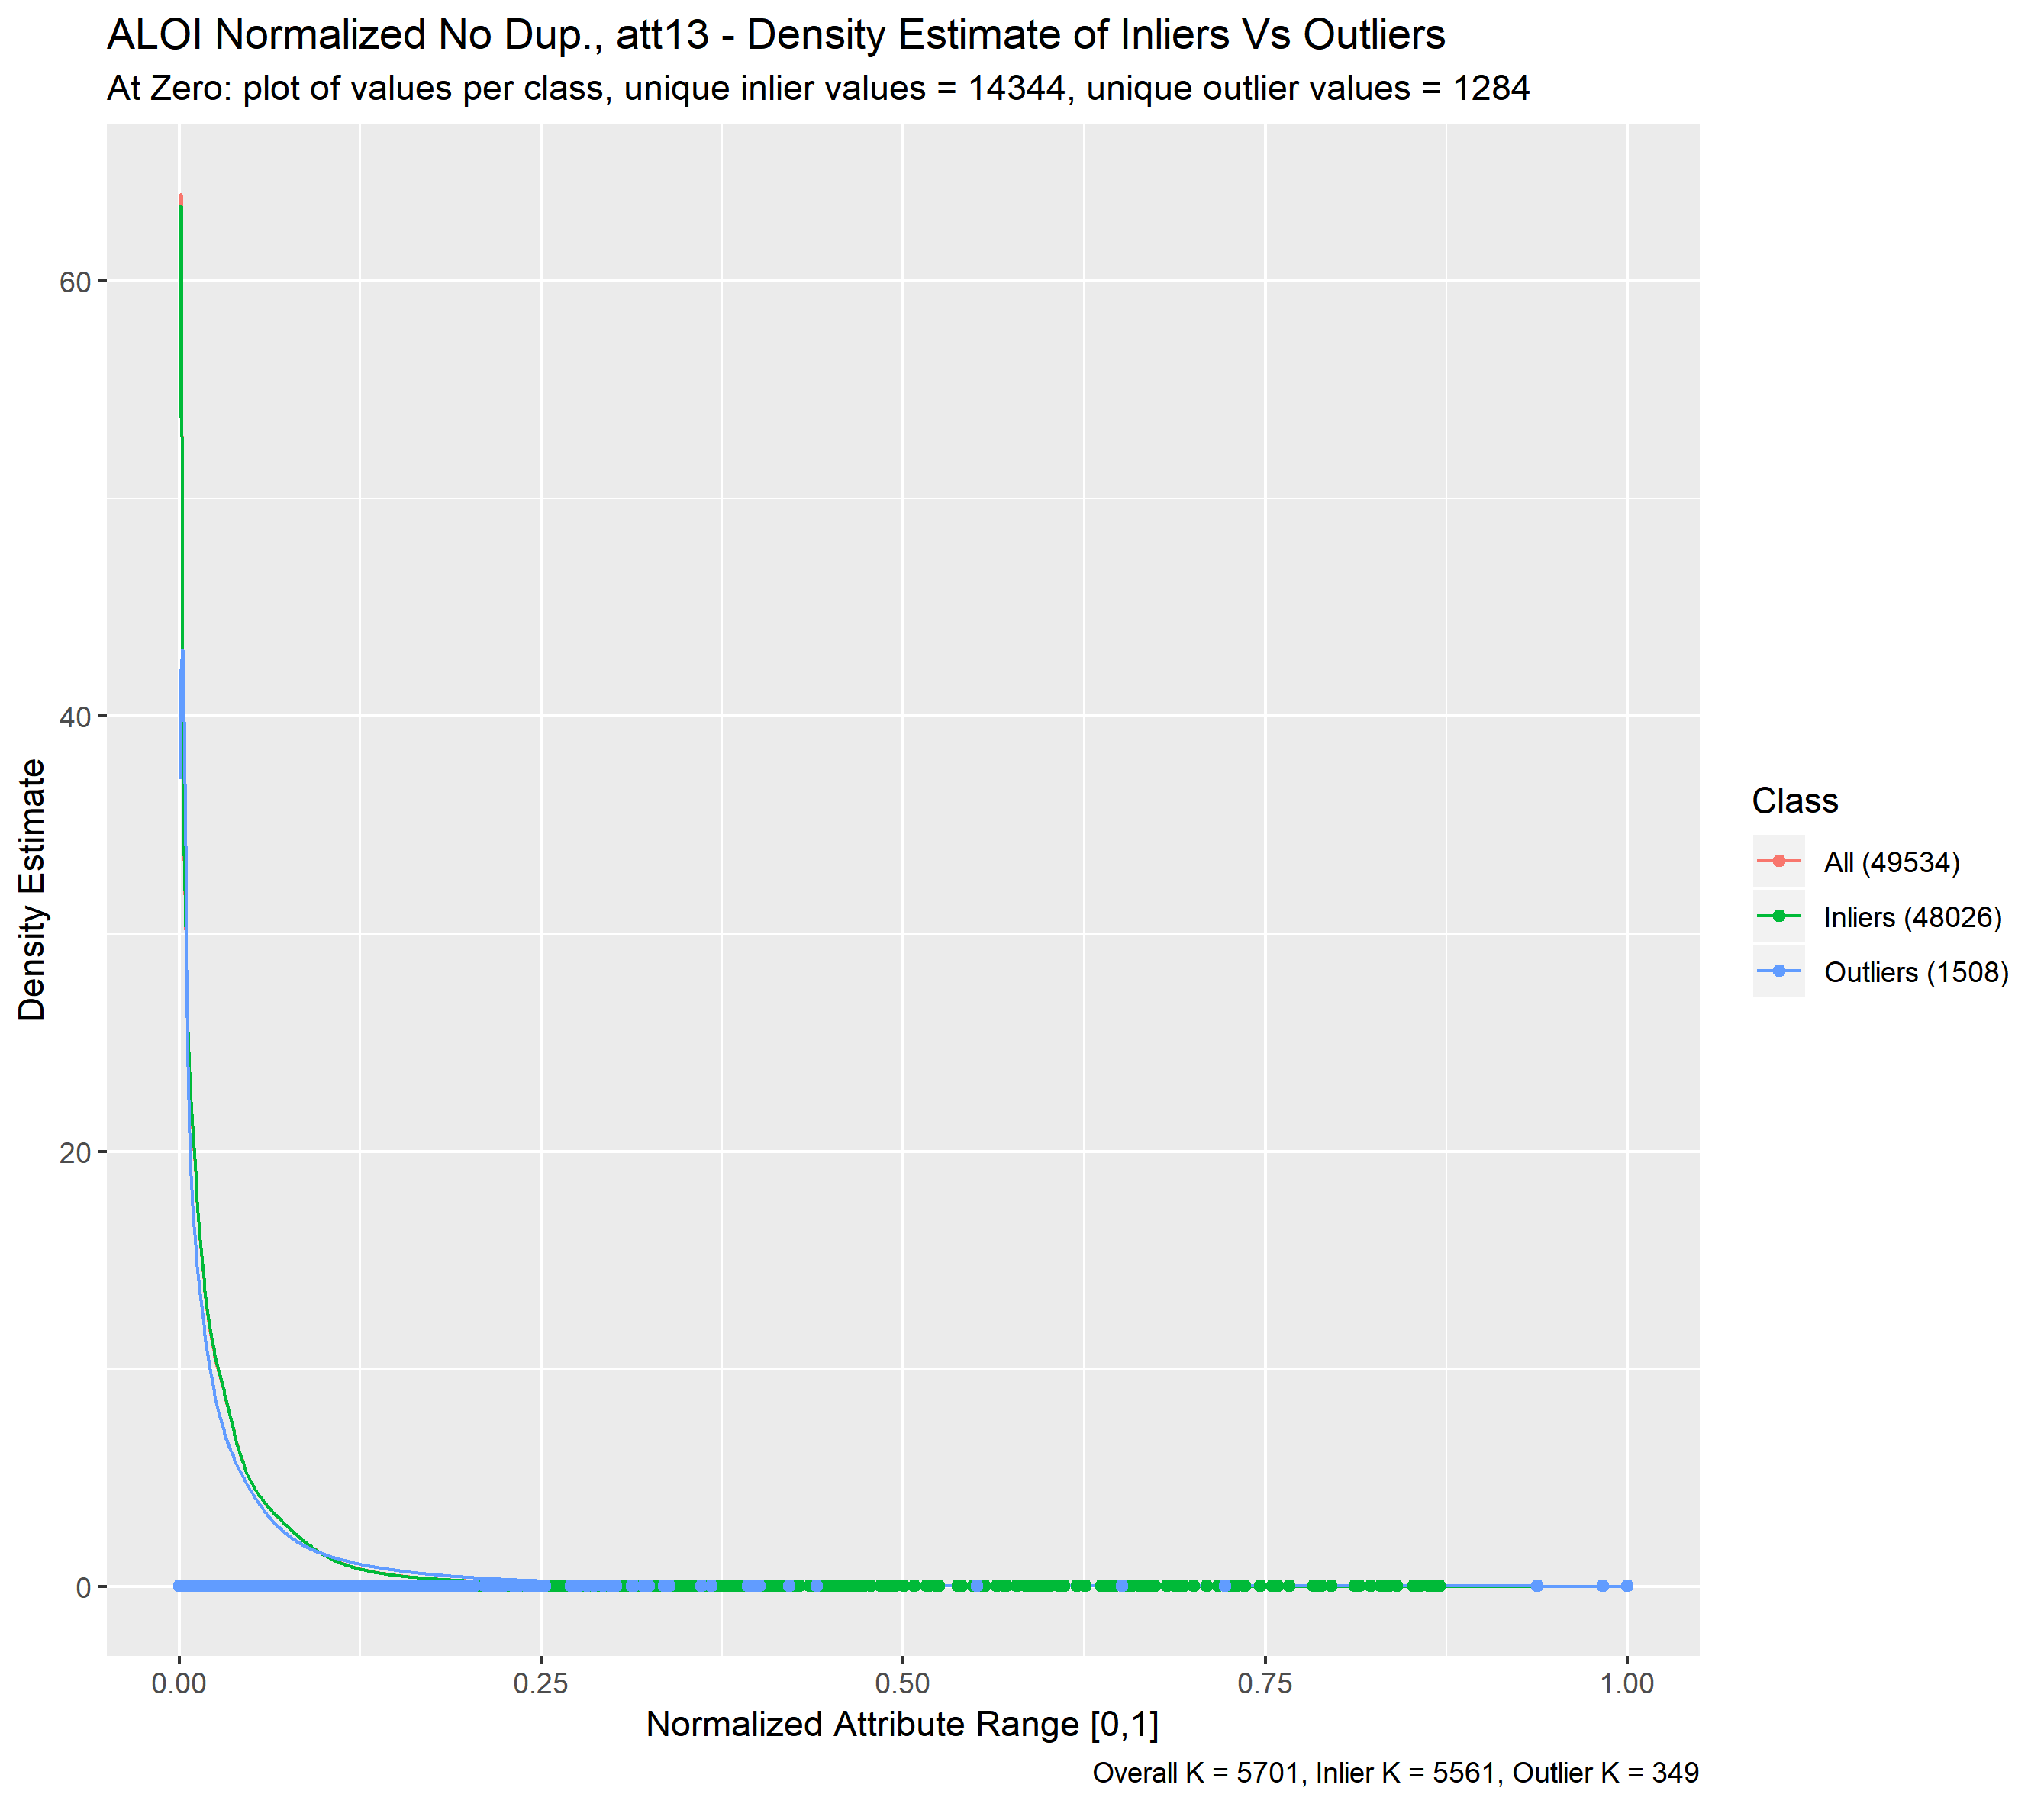 ALOI Normalized No Dup., att13 - Density Estimate of Inliers Vs Outliers
At Zero: plot of values per class, unique inlier values = 14344, unique outlier values = 1284
60
40
20
0
Density Estimate
0.00
0.25
0.50
0.75
1.00
Normalized Attribute Range [0,1]
Overall K = 5701, Inlier K = 5561, Outlier K = 349
Class
All (49534)
Inliers (48026)
Outliers (1508)